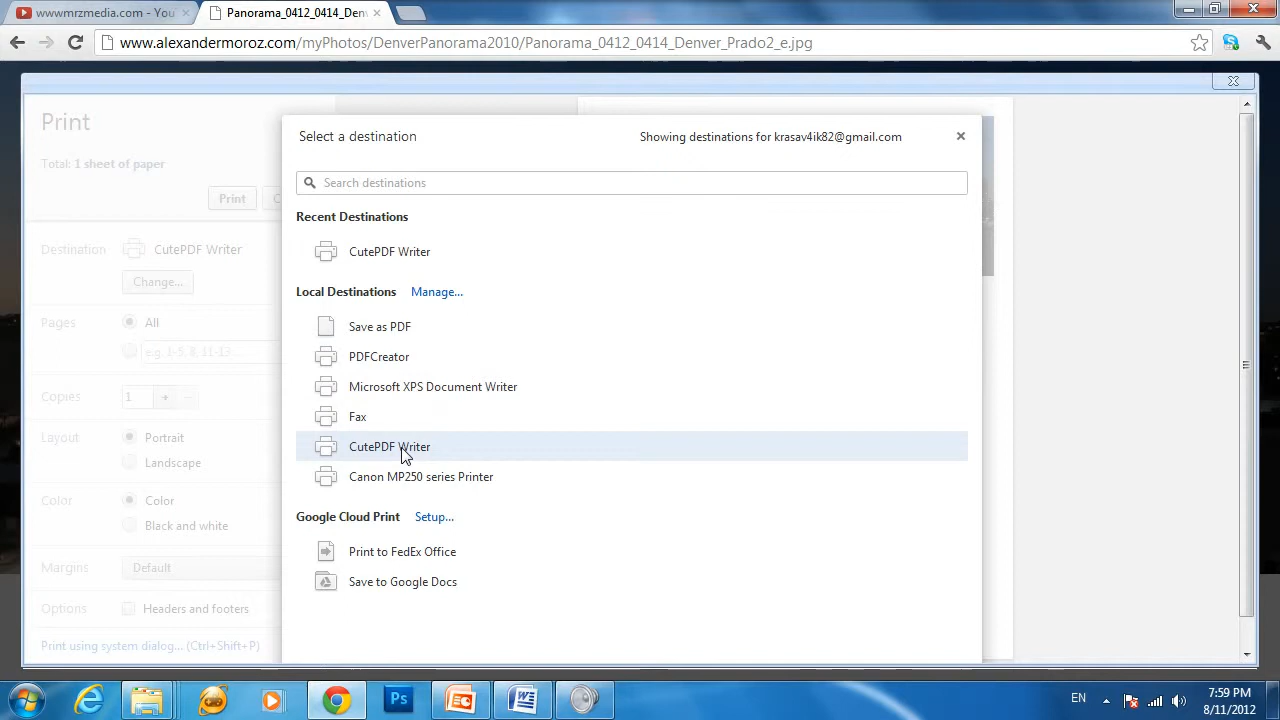 wwwmrzmedia.com - You
Panorama_0412_0414_Den
www.alexandermoroz.com/myPhotos/DenverPanorama2010/Panorama_0412_0414_Denver_Prado2_e.jpg
Print
Total: 1 sheet of paper
Print
C
Destination
CutePDF Writer
Change...
Pages
All
e.g. 1-5, 8, 11-13...
Copies
1
+
-
Layout
Portrait
Landscape
Color
Color
Black and white
Margins
Default
Options
Headers and footers
Print using system dialog... (Ctrl+Shift+P)
Select a destination
Showing destinations for krasav4ik82@gmail.com
Search destinations
Recent Destinations
CutePDF Writer
Local Destinations Manage...
Save as PDF
PDFCreator
Microsoft XPS Document Writer
Fax
CutePDF Writer
Canon MP250 series Printer
Google Cloud Print Setup...
Print to FedEx Office
Save to Google Docs
Ps
EN
7:59 PM
8/11/2012